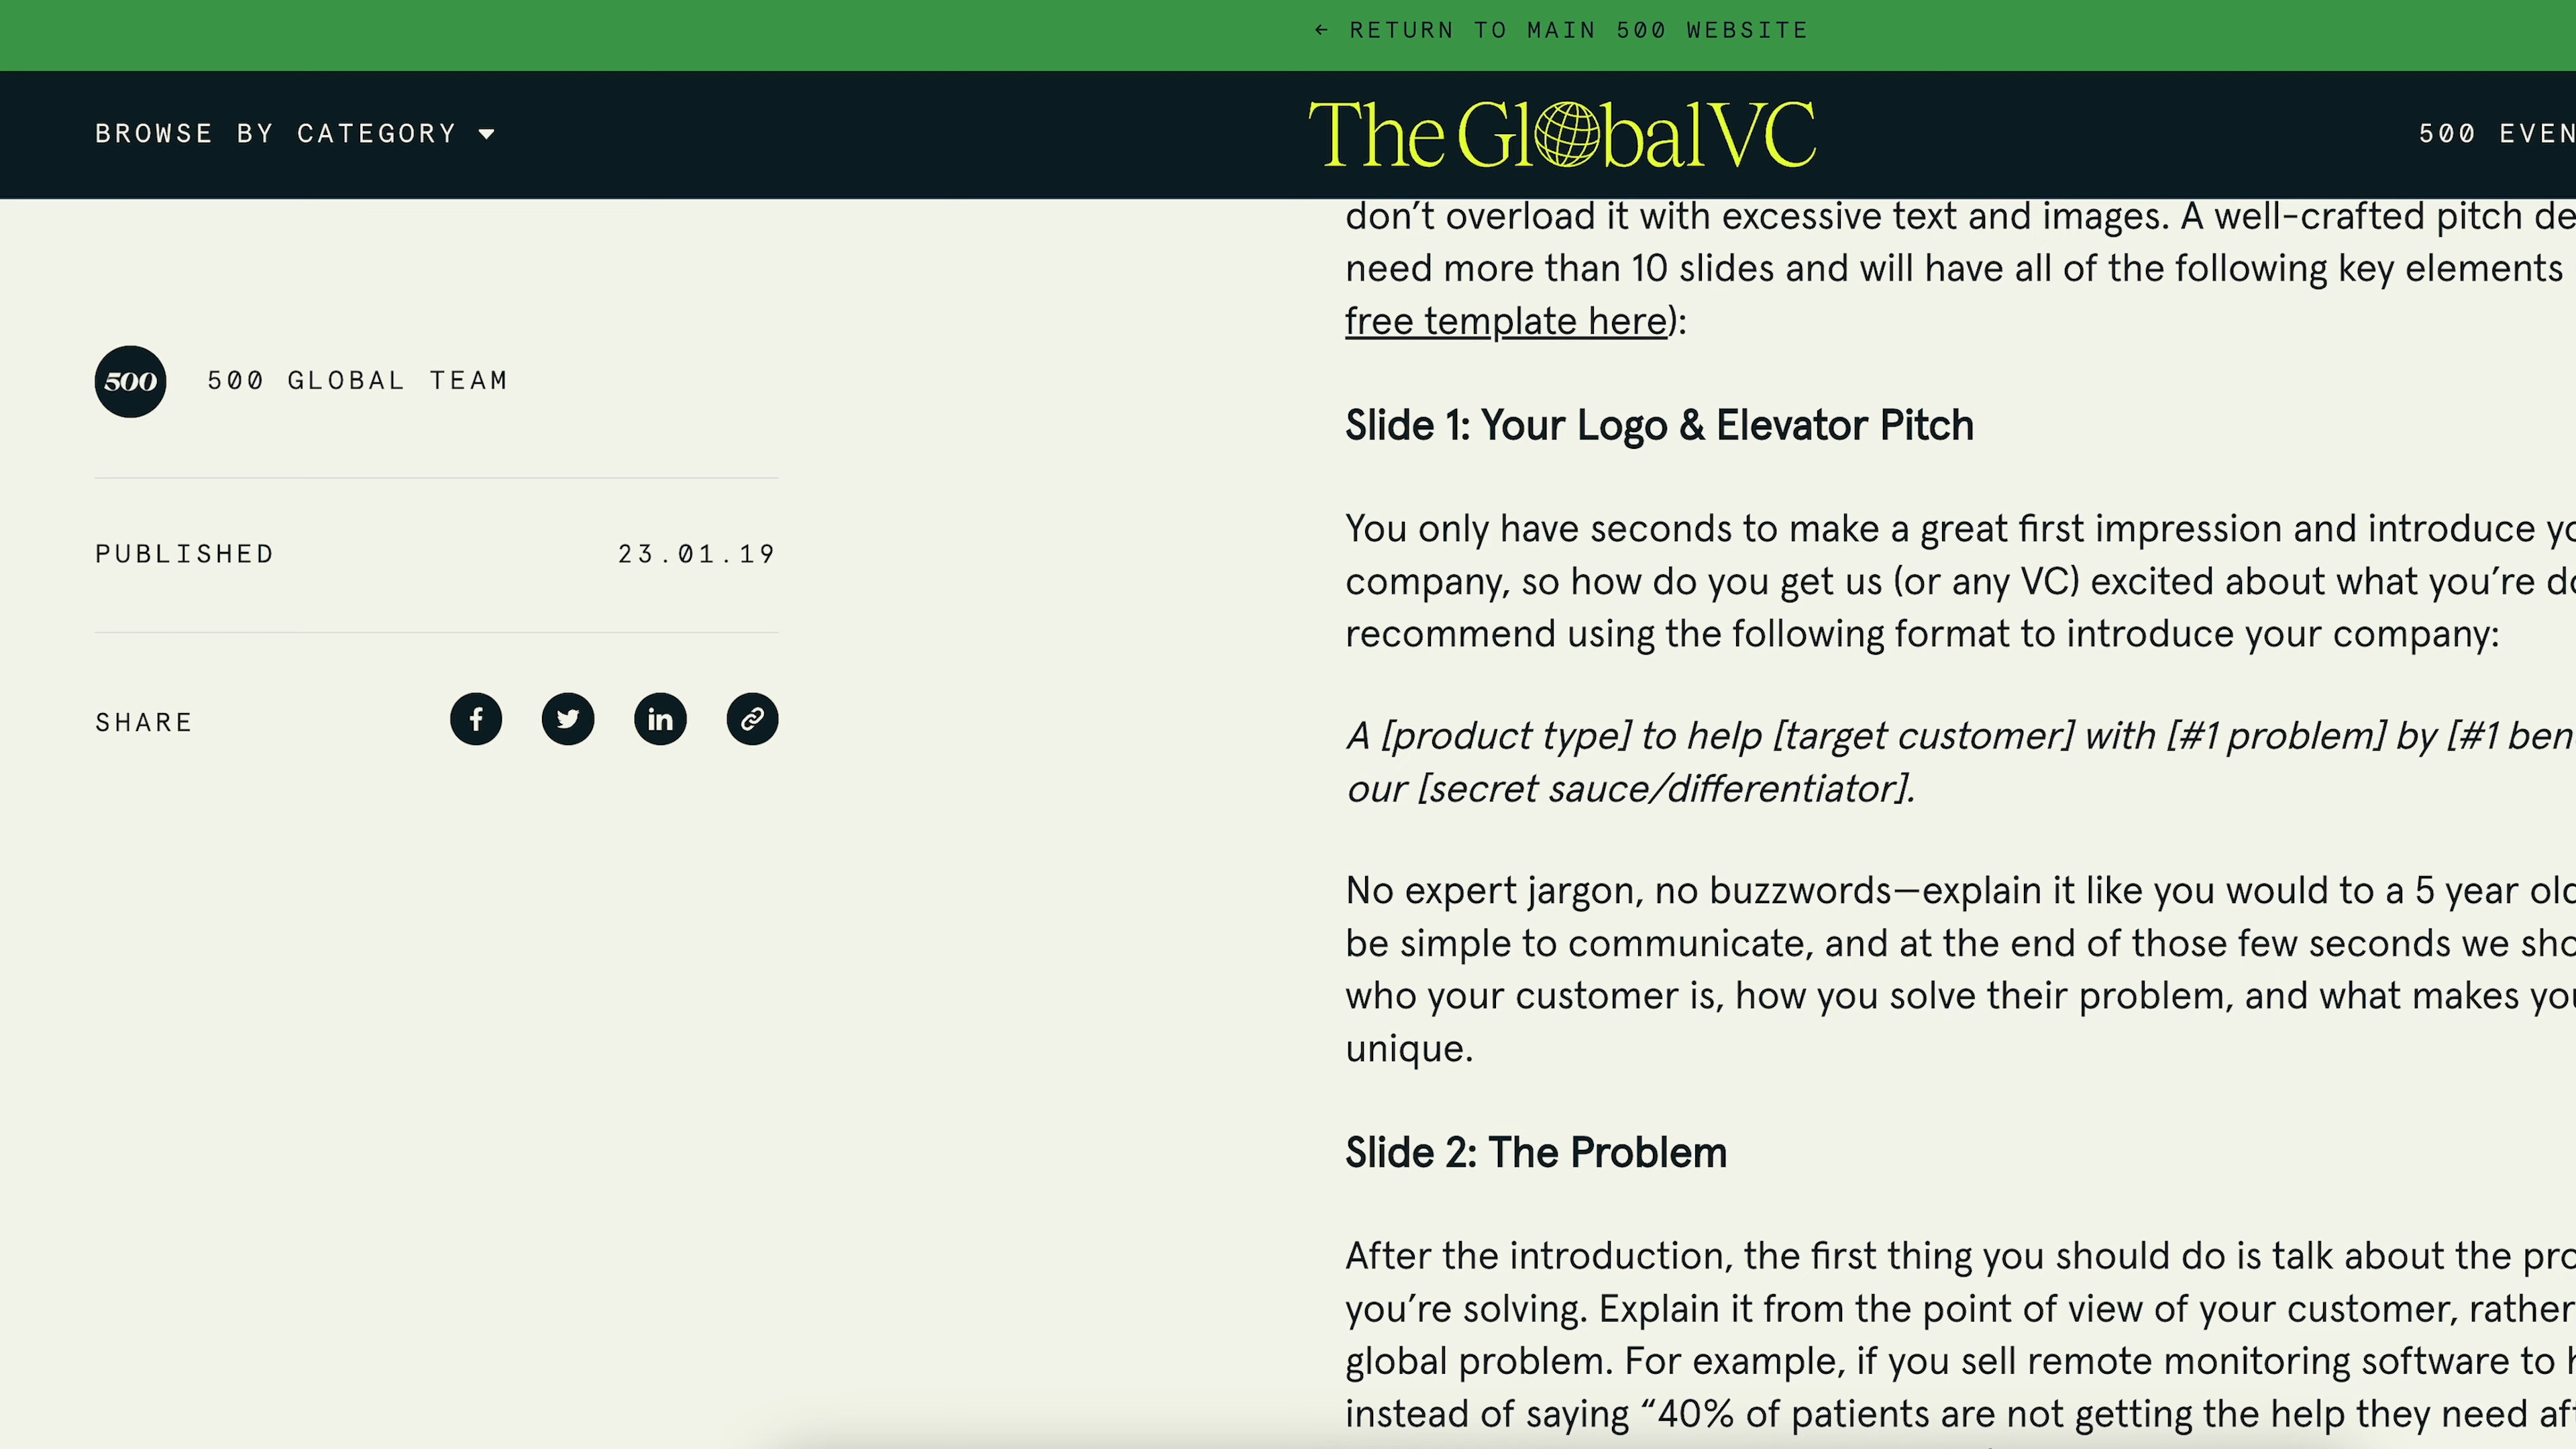 ← RETURN TO MAIN 500 WEBSITE
BROWSE BY CATEGORY
The GlobalVC
500 EVEN
500
500 GLOBAL TEAM
PUBLISHED 23.01.19
SHARE
don’t overload it with excessive text and images. A well-crafted pitch de
need more than 10 slides and will have all of the following key elements
free template here):
Slide 1: Your Logo & Elevator Pitch
You only have seconds to make a great first impression and introduce yo
company, so how do you get us (or any VC) excited about what you’re do
recommend using the following format to introduce your company:
A [product type] to help [target customer] with [#1 problem] by [#1 ben
our [secret sauce/differentiator].
No expert jargon, no buzzwords—explain it like you would to a 5 year old
be simple to communicate, and at the end of those few seconds we sho
who your customer is, how you solve their problem, and what makes you
unique.
Slide 2: The Problem
After the introduction, the first thing you should do is talk about the pro
you’re solving. Explain it from the point of view of your customer, rather
global problem. For example, if you sell remote monitoring software to h
instead of saying “40% of patients are not getting the help they need aft